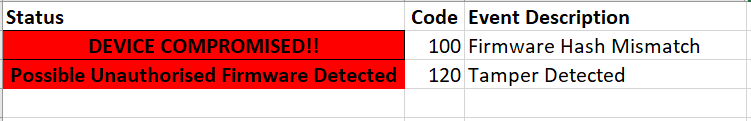 Status Code Event Description
DEVICE COMPROMISED!! 100 Firmware Hash Mismatch
Possible Unauthorised Firmware Detected 120 Tamper Detected